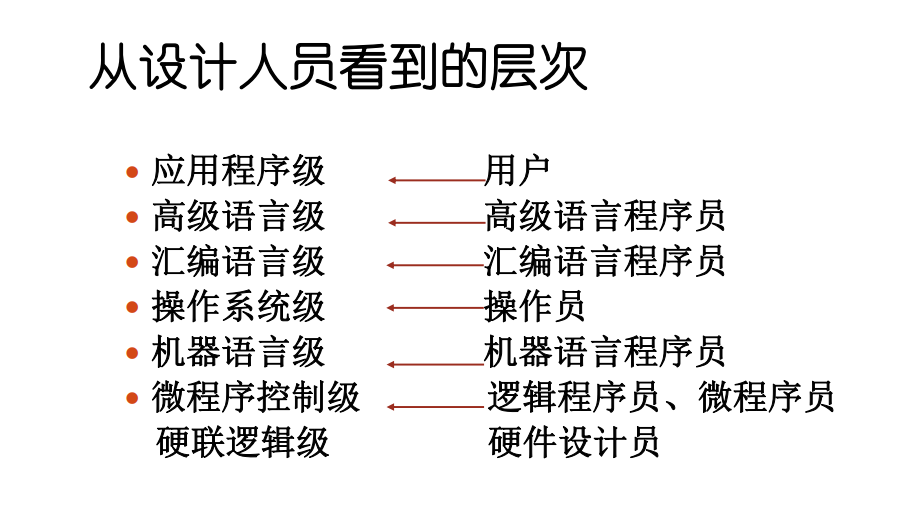 从设计人员看到的层次
• 应用程序级 用户
• 高级语言级 高级语言程序员
• 汇编语言级 汇编语言程序员
• 操作系统级 操作员
• 机器语言级 机器语言程序员
• 微程序控制级 逻辑程序员、微程序员
硬联逻辑级 硬件设计员